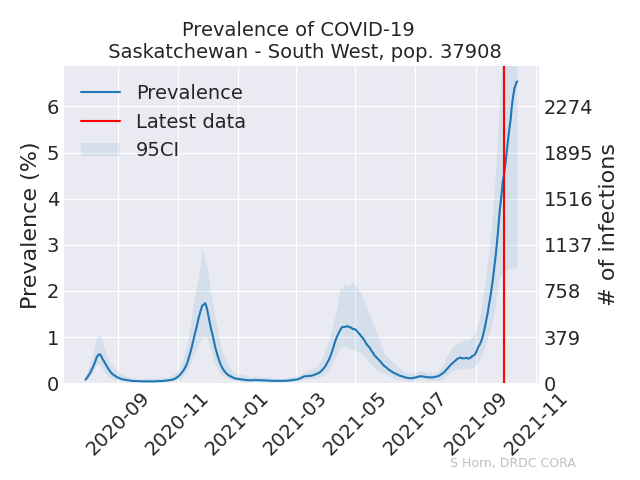 Prevalence of COVID-19
Saskatchewan - South West, pop. 37908
Prevalence
Latest data
95CI
Prevalence (%)
6
5
4
3
2
1
0
2274
1895
1516
1137
758
379
0
# of infections
2020-09
2020-11
2021-01
2021-03
2021-05
2021-07
2021-09
2021-11
S Horn, DRDC CORA